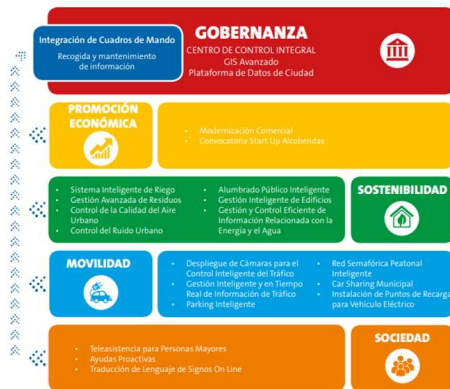 Integración de Cuadros de Mando
Recogida y mantenimiento
de información
GOBERNANZA
CENTRO DE CONTROL INTEGRAL
GIS Avanzado
Plataforma de Datos de Ciudad
PROMOCIÓN
ECONÓMICA
• Modernización Comercial
• Convocatoria Start Up Alcobendas
• Sistema Inteligente de Riego
• Gestión Avanzada de Residuos
• Control de la Calidad del Aire
Urbano
• Control del Ruido Urbano
• Alumbrado Público Inteligente
• Gestión Inteligente de Edificios
• Gestión y Control Eficiente de
Información Relacionada con la
Energía y el Agua
SOSTENIBILIDAD
MOVILIDAD
• Despliegue de Cámaras para el
Control Inteligente del Tráfico
• Gestión Inteligente y en Tiempo
Real de Información de Tráfico
• Parking Inteligente
• Red Semafórica Peatonal
Inteligente
• Car Sharing Municipal
• Instalación de Puntos de Recarga
para Vehículo Eléctrico
• Teleasistencia para Personas Mayores
• Ayudas Proactivas
• Traducción de Lenguaje de Signos On Line
SOCIEDAD